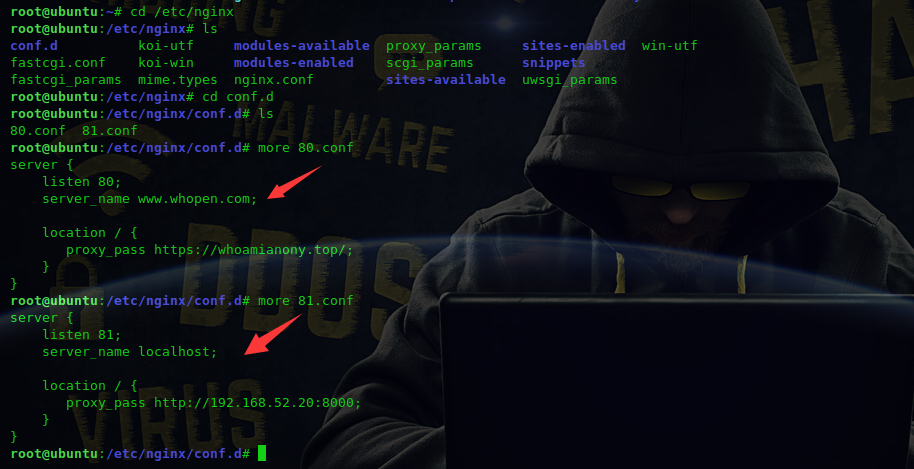 root@ubuntu:~# cd /etc/nginx
root@ubuntu:/etc/nginx# ls
conf.d koi-utf modules-available proxy_params sites-enabled win-utf
fastcgi.conf koi-win modules-enabled scgi_params snippets
fastcgi_params mime.types nginx.conf sites-available uwsgi_params
root@ubuntu:/etc/nginx# cd conf.d
root@ubuntu:/etc/nginx/conf.d# ls
80.conf 81.conf
root@ubuntu:/etc/nginx/conf.d# more 80.conf
server {
    listen 80;
    server_name www.whopen.com;

    location / {
       proxy_pass https://whoamianony.top/;
    }
}
root@ubuntu:/etc/nginx/conf.d# more 81.conf
server {
    listen 81;
    server_name localhost;

    location / {
       proxy_pass http://192.168.52.20:8000;
    }
}
root@ubuntu:/etc/nginx/conf.d#
MALWARE
DDOS
VIRUS